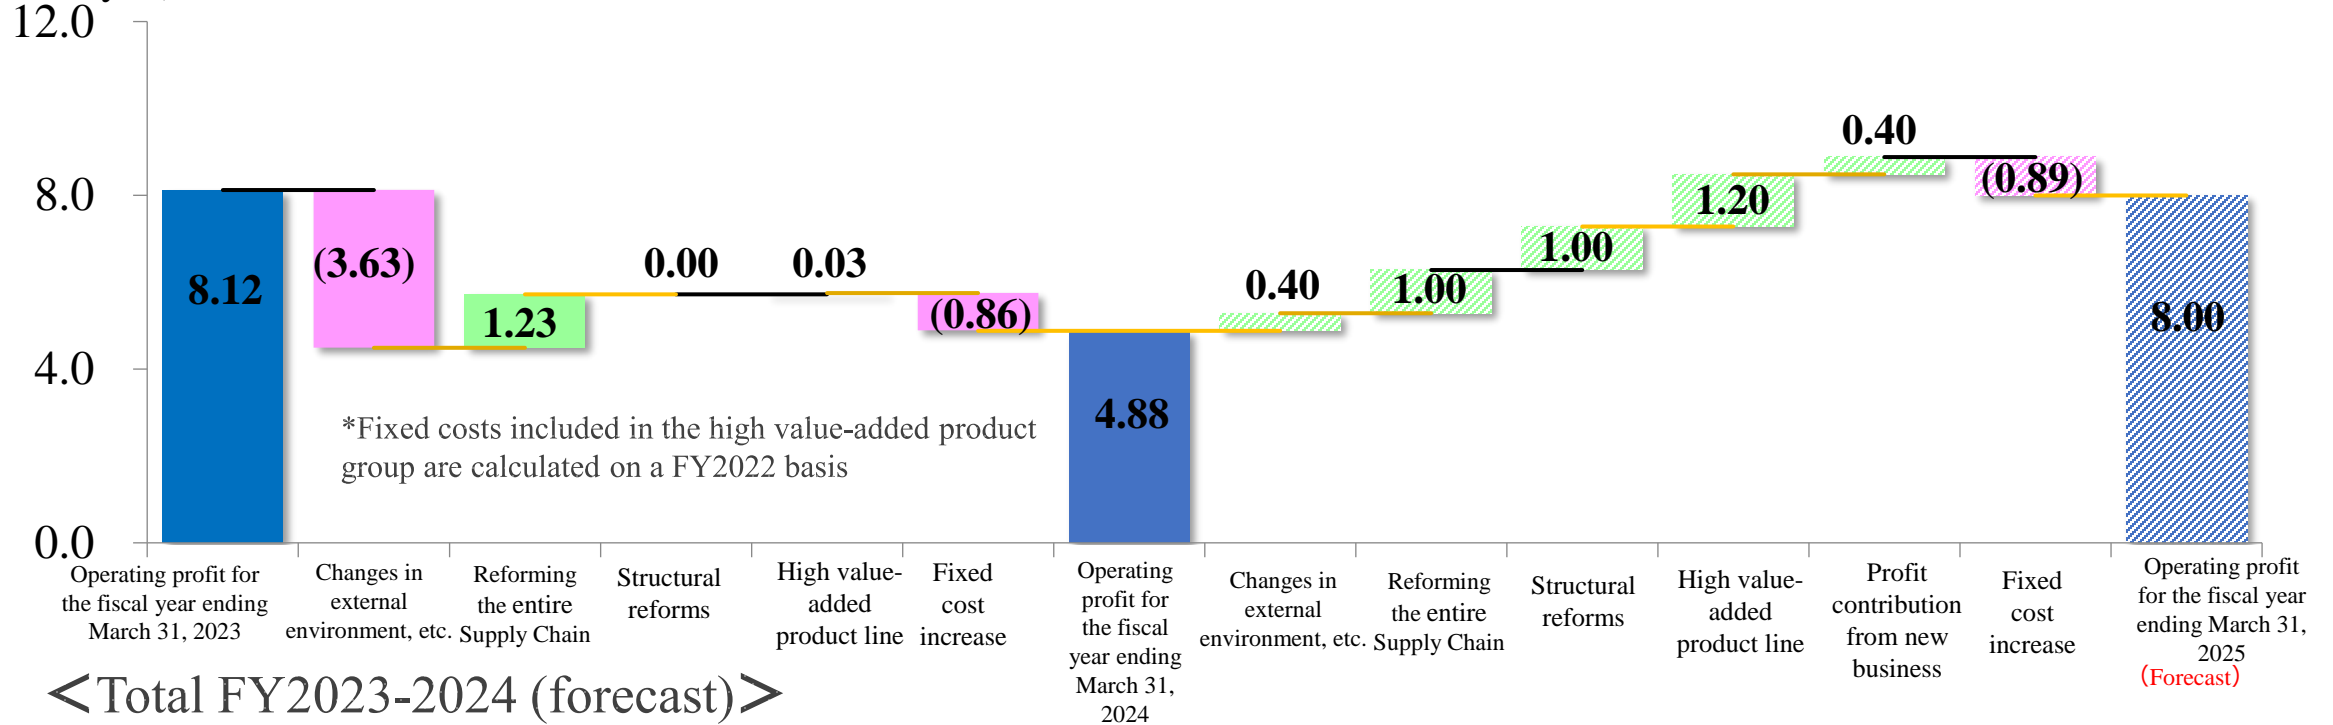 12.0
8.0
4.0
0.0
8.12
(3.63)
1.23
0.00
0.03
(0.86)
4.88
0.40
1.00
1.00
1.20
0.40
(0.89)
8.00
*Fixed costs included in the high value-added product
group are calculated on a FY2022 basis
Operating profit for
the fiscal year ending
March 31, 2023
Changes in
external
environment, etc.
Reforming
the entire
Supply Chain
Structural
reforms
High value-
added
product line
Fixed
cost
increase
Operating
profit for
the fiscal
year ending
March 31,
2024
Changes in
external
environment, etc.
Reforming
the entire
Supply Chain
Structural
reforms
High value-
added
product line
Profit
contribution
from new
business
Fixed
cost
increase
Operating profit
for the fiscal year
ending March 31,
2025
（Forecast）
＜Total FY2023-2024 (forecast)＞